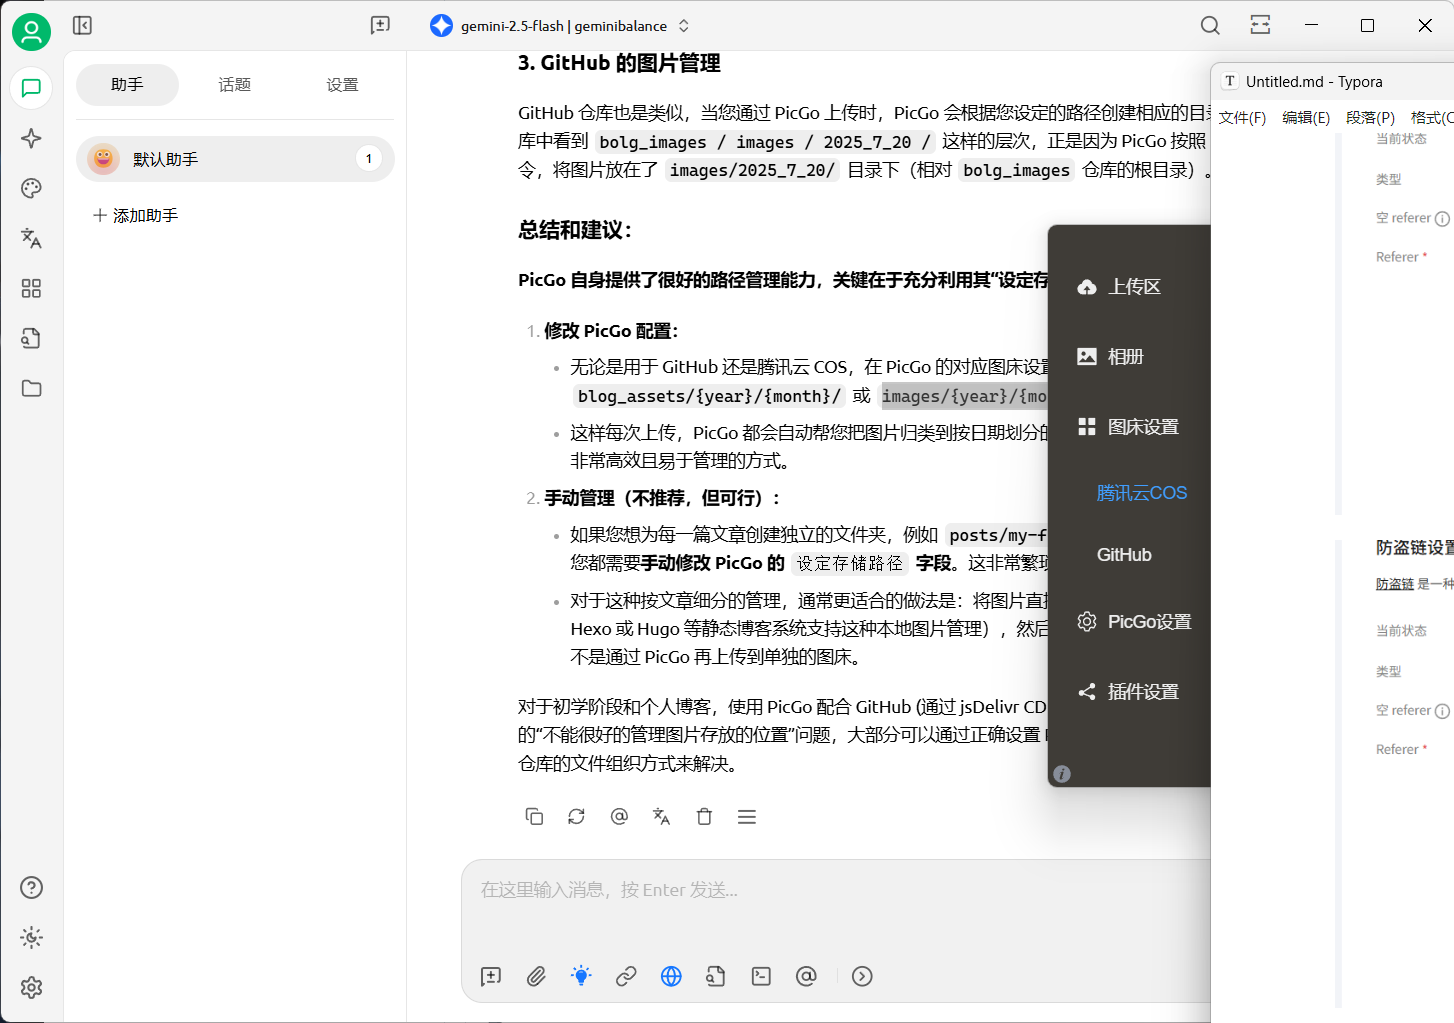 gemini-2.5-flash | geminibalance
助手
话题
设置
默认助手
1
添加助手
3. GitHub 的图片管理
GitHub 仓库也是类似，当您通过 PicGo 上传时，PicGo 会根据您设定的路径创建相应的目录
库中看到 bolg_images / images / 2025_7_20 / 这样的层次，正是因为 PicGo 按照
令，将图片放在了 images/2025_7_20/ 目录下（相对 bolg_images 仓库的根目录）。
总结和建议：
PicGo 自身提供了很好的路径管理能力，关键在于充分利用其“设定存
1. 修改 PicGo 配置：
无论是用于 GitHub 还是腾讯云 COS，在 PicGo 的对应图床设置
blog_assets/{year}/{month}/ 或 images/{year}/{mo
这样每次上传，PicGo 都会自动帮您把图片归类到按日期划分的
非常高效且易于管理的方式。
2. 手动管理（不推荐，但可行）：
如果您想为每一篇文章创建独立的文件夹，例如 posts/my-f
您都需要手动修改 PicGo 的 设定存储路径 字段。这非常繁琐
对于这种按文章细分的管理，通常更适合的做法是：将图片直接
Hexo 或 Hugo 等静态博客系统支持这种本地图片管理），然后
不是通过 PicGo 再上传到单独的图床。
对于初学阶段和个人博客，使用 PicGo 配合 GitHub (通过 jsDelivr CD
的“不能很好的管理图片存放的位置”问题，大部分可以通过正确设置
仓库的文件组织方式来解决。
在这里输入消息，按 Enter 发送...
上传区
相册
图床设置
腾讯云COS
GitHub
PicGo设置
插件设置
T Untitled.md - Typora
文件(F) 编辑(E) 段落(P) 格式(O
当前状态
类型
空 referer
Referer *
防盗链设置
防盗链 是一种
当前状态
类型
空 referer
Referer *